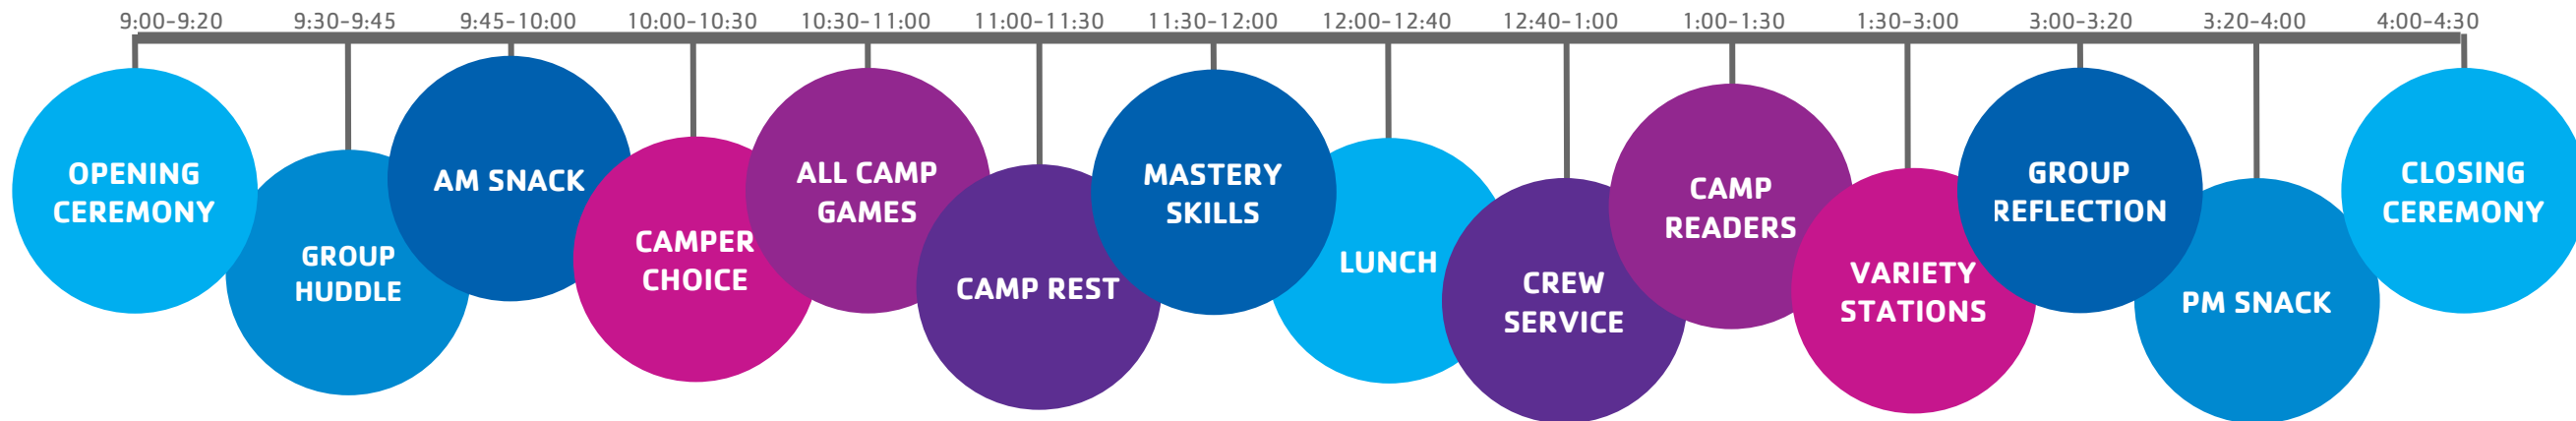 9:00-9:20 9:30-9:45 9:45-10:00 10:00-10:30 10:30-11:00 11:00-11:30 11:30-12:00 12:00-12:40 12:40-1:00 1:00-1:30 1:30-3:00 3:00-3:20 3:20-4:00 4:00-4:30
OPENING
CEREMONY
GROUP
HUDDLE
AM SNACK
CAMPER
CHOICE
ALL CAMP
GAMES
CAMP REST
MASTERY
SKILLS
LUNCH
CREW
SERVICE
CAMP
READERS
VARIETY
STATIONS
GROUP
REFLECTION
PM SNACK
CLOSING
CEREMONY